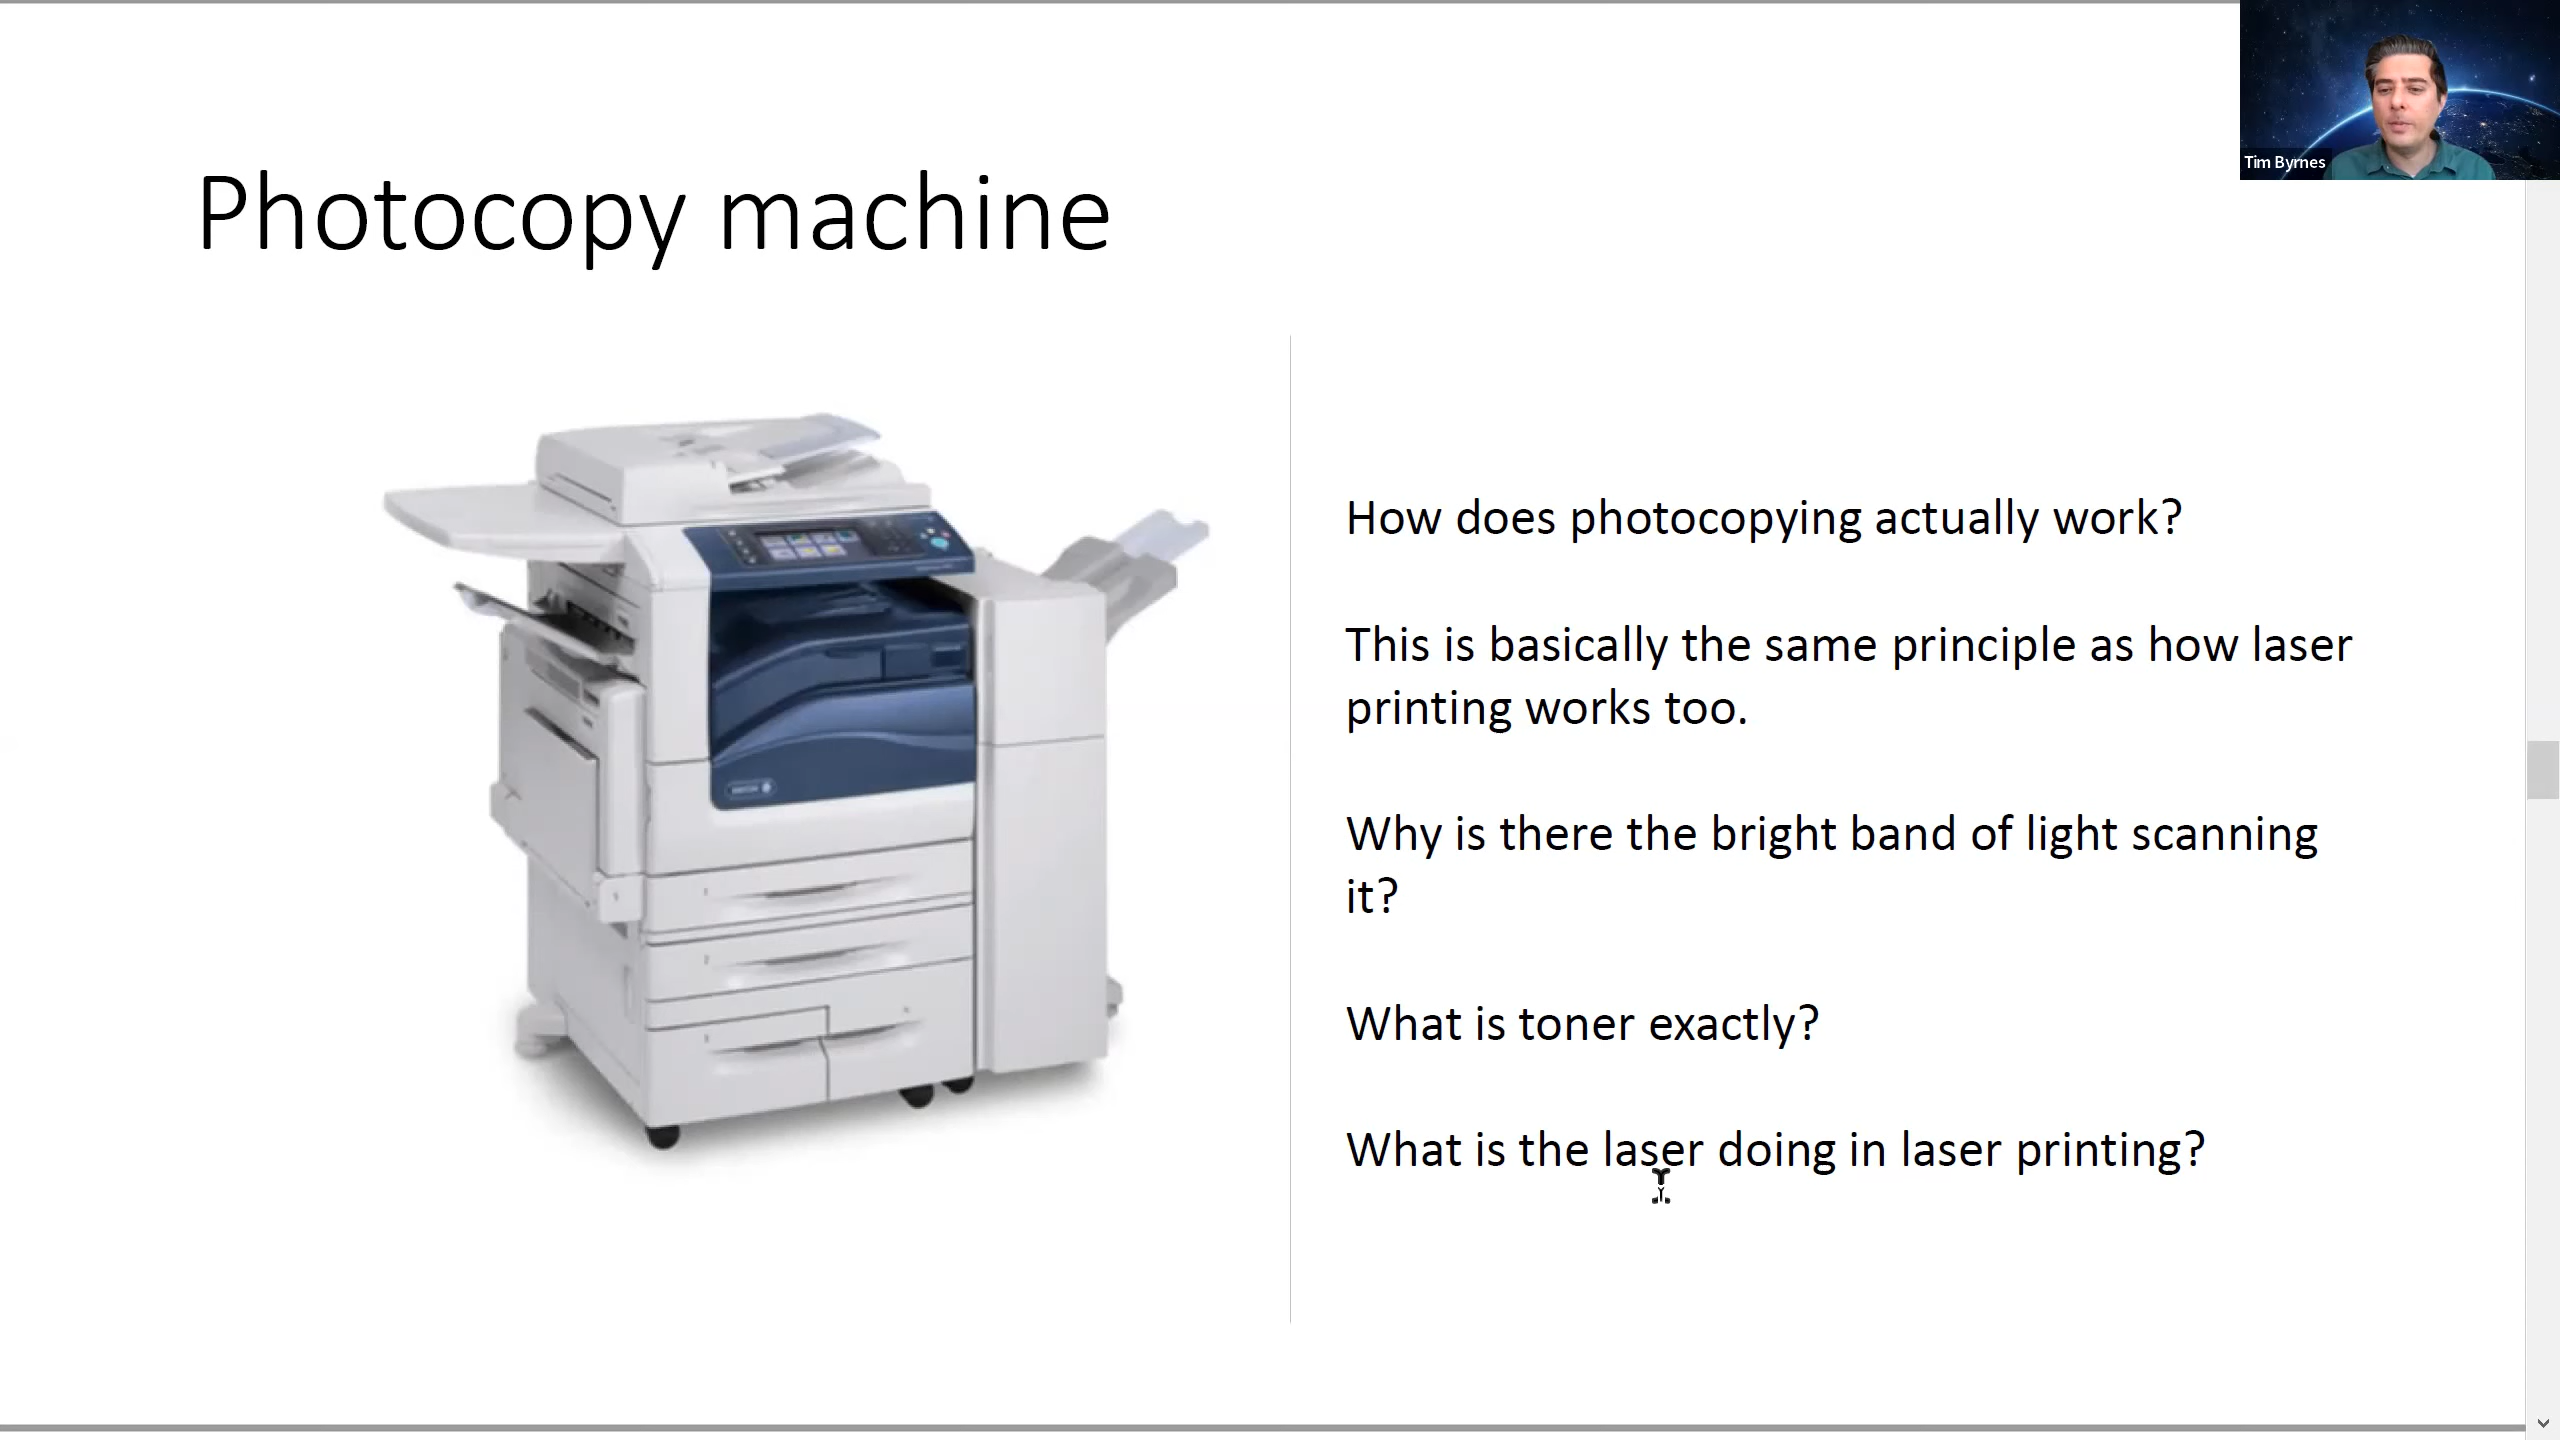 Tim Byrnes
Photocopy machine
How does photocopying actually work?
This is basically the same principle as how laser
printing works too.
Why is there the bright band of light scanning
it?
What is toner exactly?
What is the laser doing in laser printing?